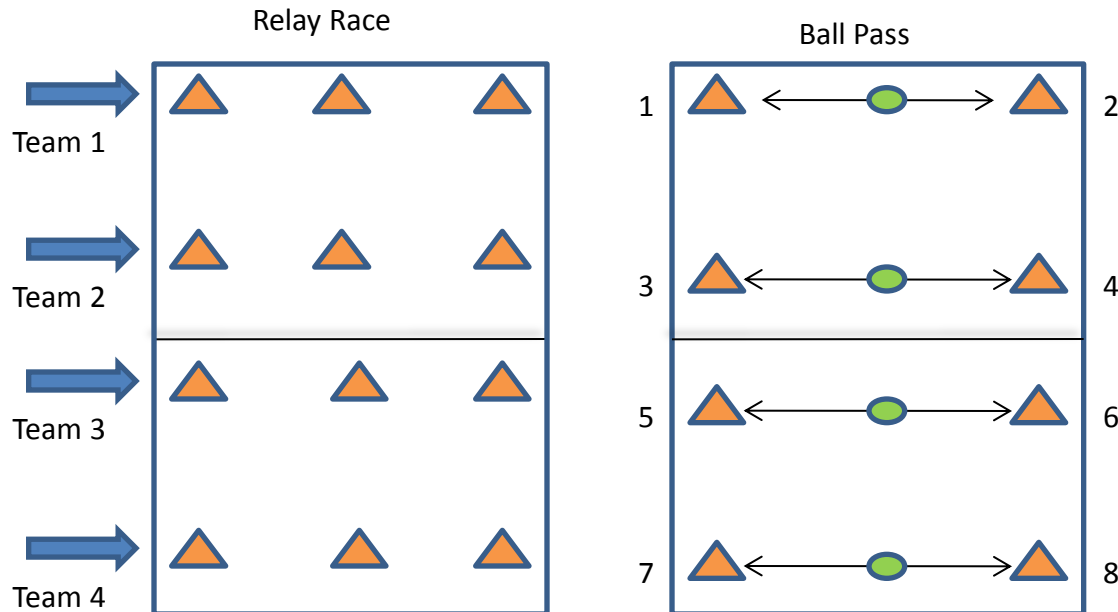 Relay Race
Team 1
Team 2
Team 3
Team 4
Ball Pass
1 2
3 4
5 6
7 8